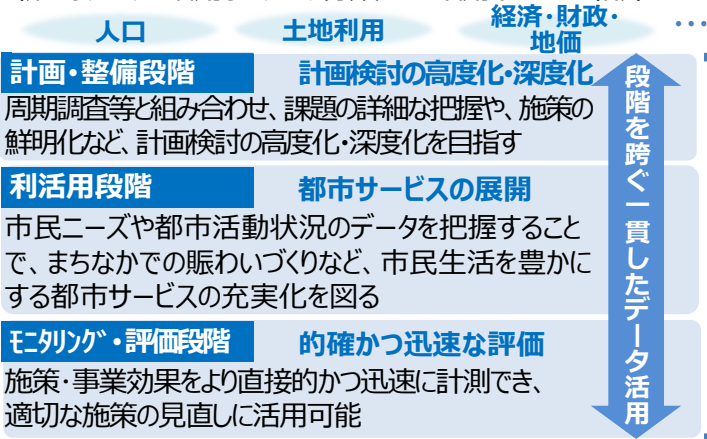 人口
土地利用
経済・財政・
地価
…
計画・整備段階
計画検討の高度化・深度化
周期調査等と組み合わせ、課題の詳細な把握や、施策の
鮮明化など、計画検討の高度化・深度化を目指す
利活用段階
都市サービスの展開
市民ニーズや都市活動状況のデータを把握すること
で、まちなかでの賑わいづくりなど、市民生活を豊かに
する都市サービスの充実化を図る
ﾓﾆﾀﾘﾝｸﾞ・評価段階
的確かつ迅速な評価
施策・事業効果をより直接的かつ迅速に計測でき、
適切な施策の見直しに活用可能
段階を跨ぐ一貫したデータ活用